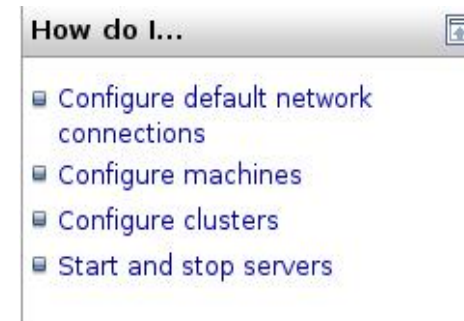 How do I...
Configure default network
connections
Configure machines
Configure clusters
Start and stop servers